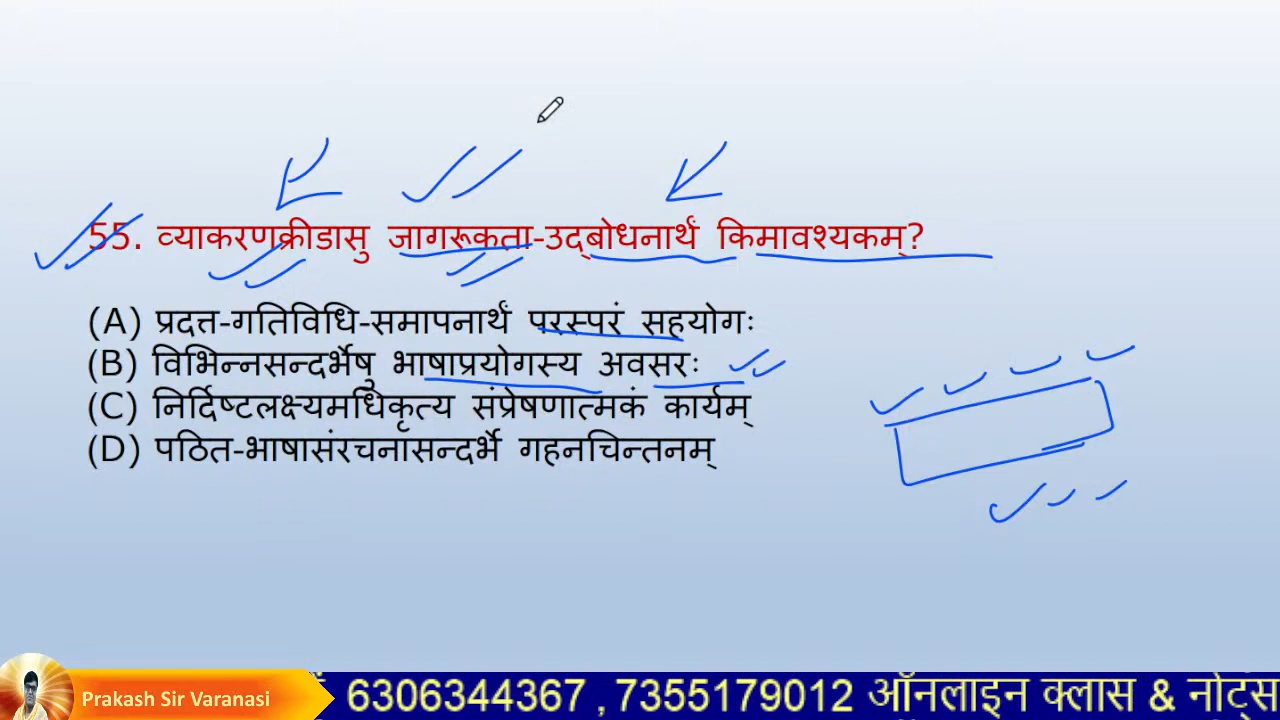 55. व्याकरणक्रीडासु जागरूकता-उद्बोधनार्थं किमावश्यकम्?
(A) प्रदत्त-गतिविधि-समापनार्थं परस्परं सहयोगः
(B) विभिन्नसन्दर्भेषु भाषाप्रयोगस्य अवसरः
(C) निर्दिष्टलक्ष्यमधिकृत्य संप्रेषणात्मकं कार्यम्
(D) पठित-भाषासंरचनासन्दर्भे गहनचिन्तनम्
Prakash Sir Varanasi
6306344367 ,7355179012 ऑनलाइन क्लास & नोट्स